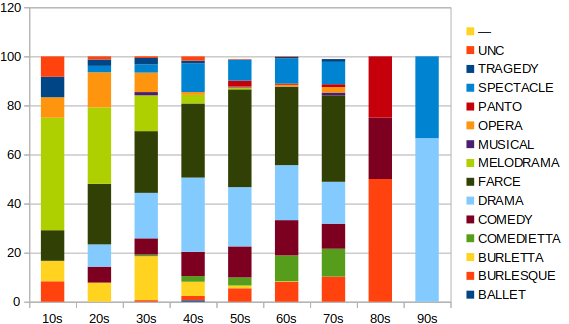 120
100
80
60
40
20
0
10s 20s 30s 40s 50s 60s 70s 80s 90s
—
UNC
TRAGEDY
SPECTACLE
PANTO
OPERA
MUSICAL
MELODRAMA
FARCE
DRAMA
COMEDY
COMEDIETTA
BURLETTA
BURLESQUE
BALLET